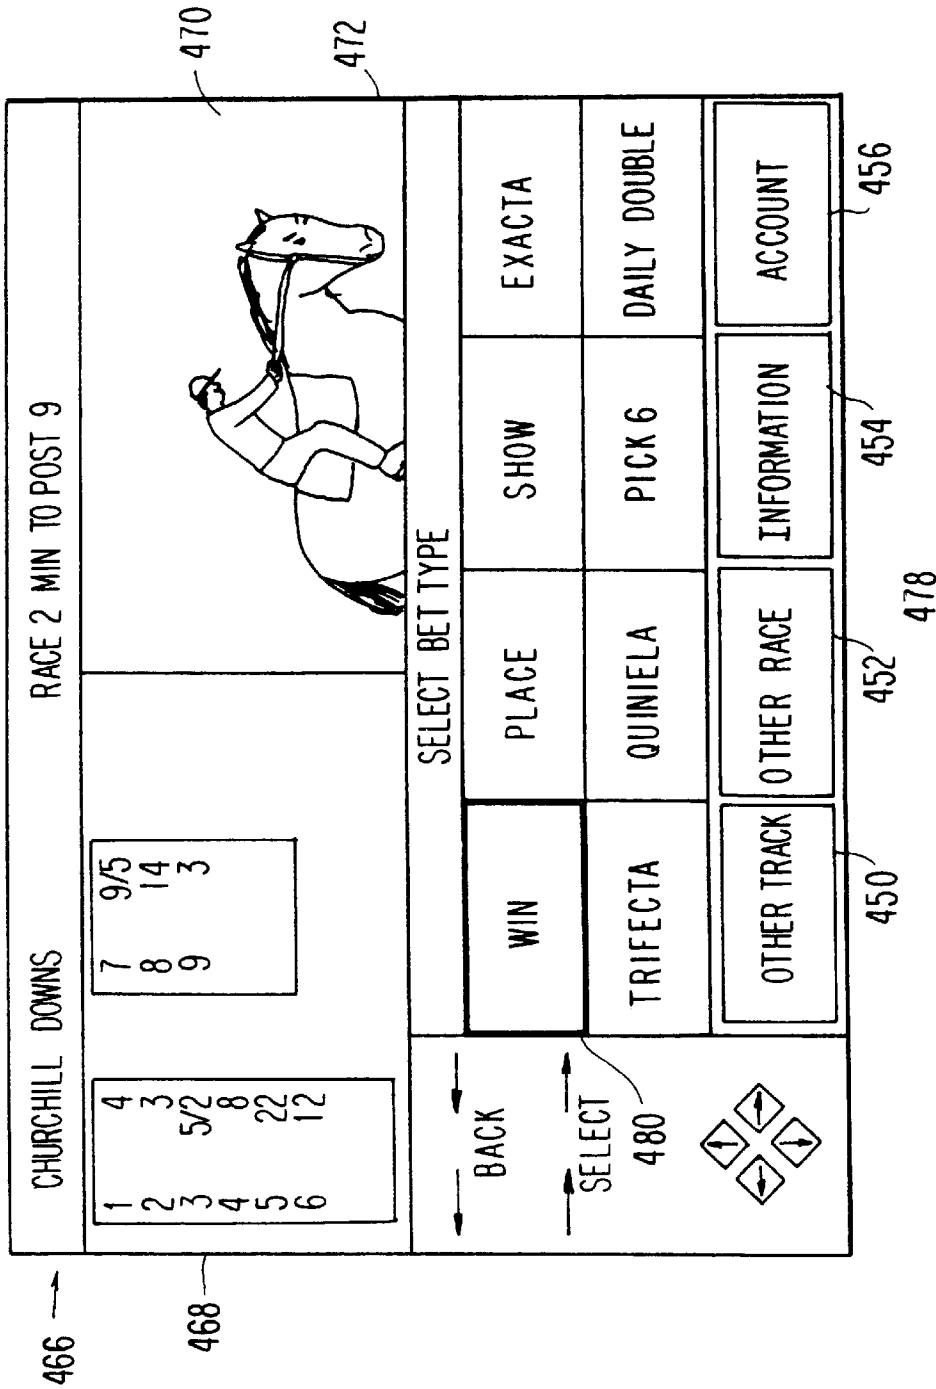 466
CHURCHILL DOWNS
RACE 2 MIN TO POST 9
470
472
468
1 4
2 3
3 5/2
4 8
5 22
6 12
7 9/5
8 14
9 3
SELECT BET TYPE
BACK
SELECT
480
WIN
PLACE
SHOW
EXACTA
TRIFECTA
QUINIELA
PICK 6
DAILY DOUBLE
OTHER TRACK
OTHER RACE
INFORMATION
ACCOUNT
450
452
454
456
478